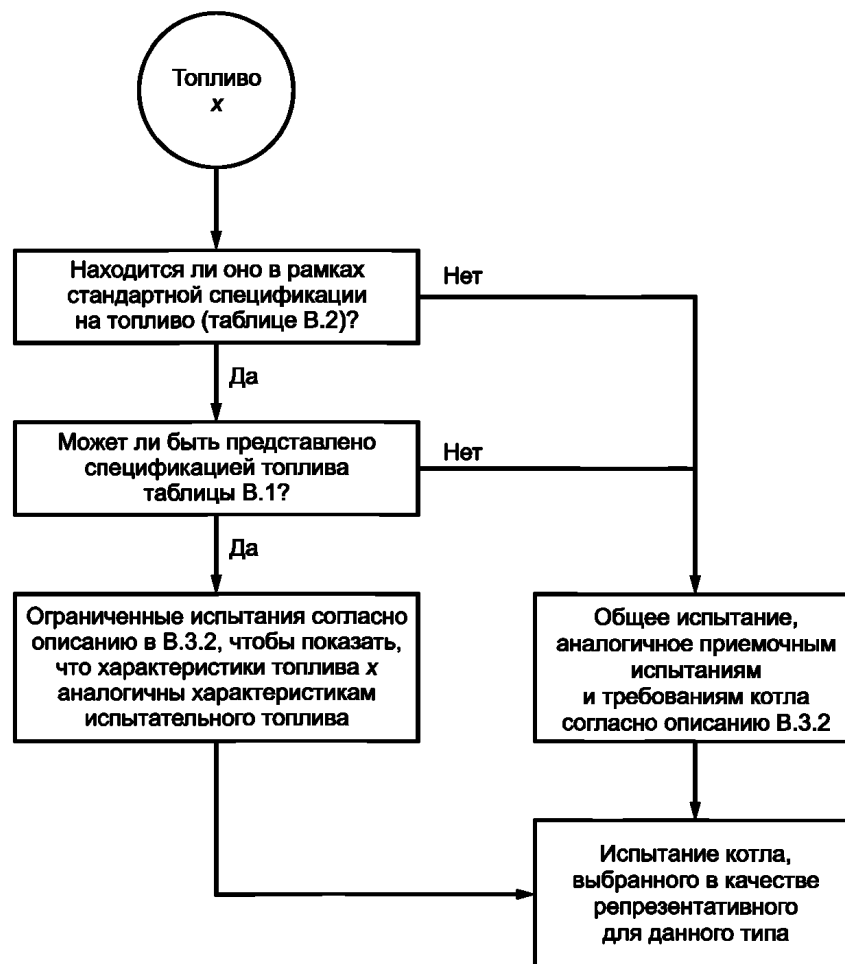 Топливо
x
Находится ли оно в рамках
стандартной спецификации
на топливо (таблице В.2)?
Нет
Да
Может ли быть представлено
спецификацией топлива
таблицы В.1?
Нет
Да
Ограниченные испытания согласно
описанию в В.3.2, чтобы показать,
что характеристики топлива x
аналогичны характеристикам
испытательного топлива
Общее испытание,
аналогичное приемочным
испытаниям
и требованиям котла
согласно описанию В.3.2
Испытание котла,
выбранного в качестве
репрезентативного
для данного типа